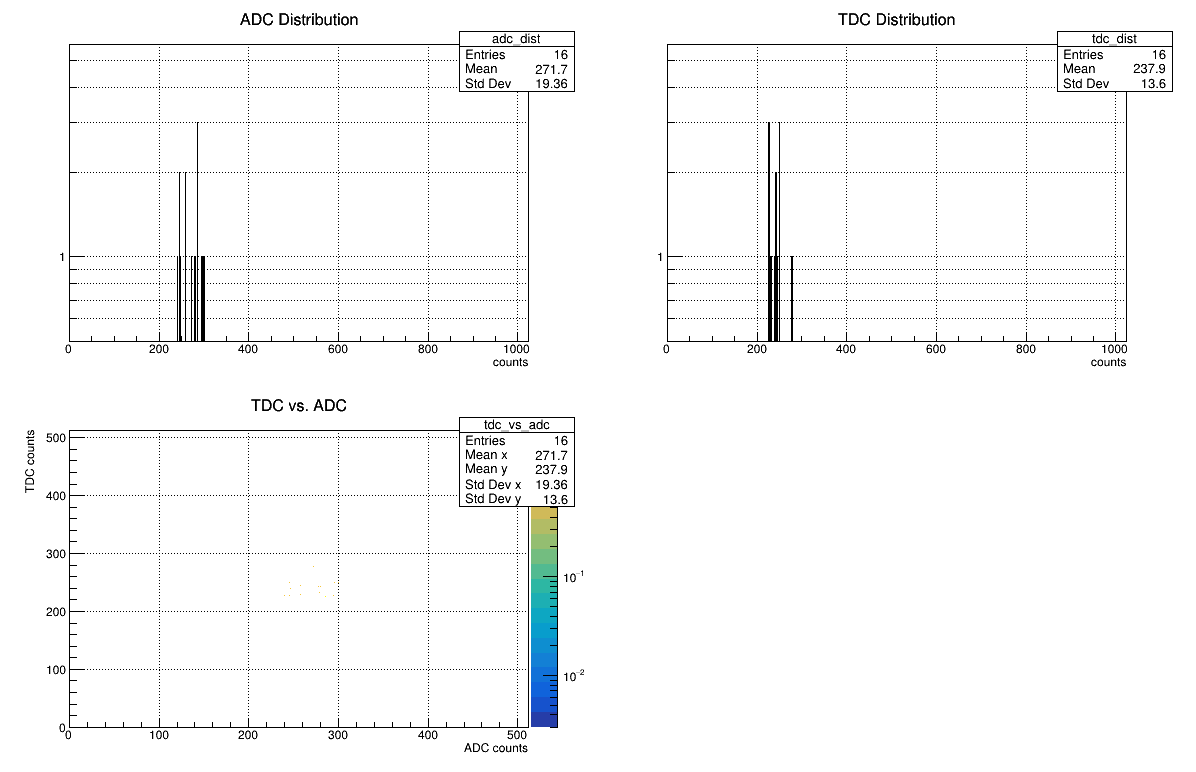 ADC Distribution
adc_dist
Entries 16
Mean 271.7
Std Dev 19.36
1
0 200 400 600 800 1000
counts
TDC Distribution
tdc_dist
Entries 16
Mean 237.9
Std Dev 13.6
1
0 200 400 600 800 1000
counts
TDC vs. ADC
tdc_vs_adc
Entries 16
Mean x 271.7
Mean y 237.9
Std Dev x 19.36
Std Dev y 13.6
TDC counts
500
400
300
200
100
0
0 100 200 300 400 500
ADC counts
10⁻¹
10⁻²